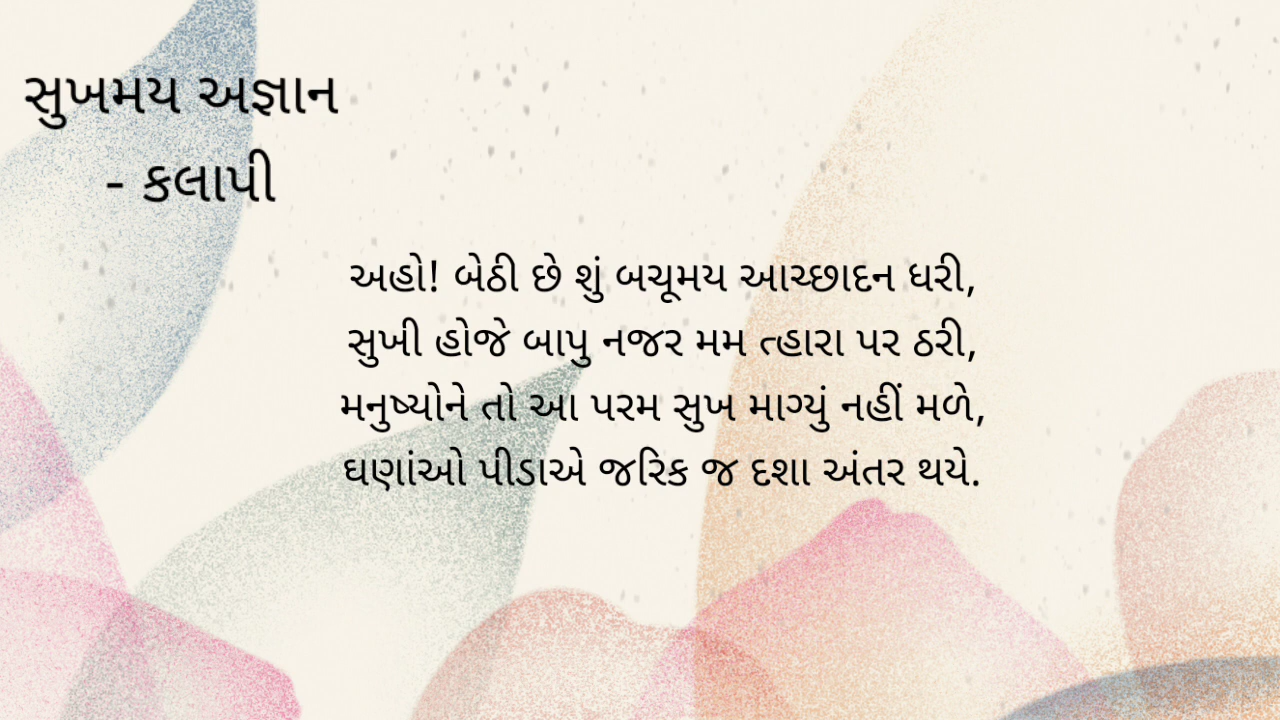 સુખમય અજ્ઞાન
- કલાપી
અહો! બેઠી છે શું બચૂમય આચ્છાદન ધરી,
સુખી હોજે બાપુ નજર મમ ત્હારા પર ઠરી,
મનુષ્યોને તો આ પરમ સુખ માગ્યું નહીં મળે,
ઘણાંઓ પીડાએ જરિક જ દશા અંતર થયે.